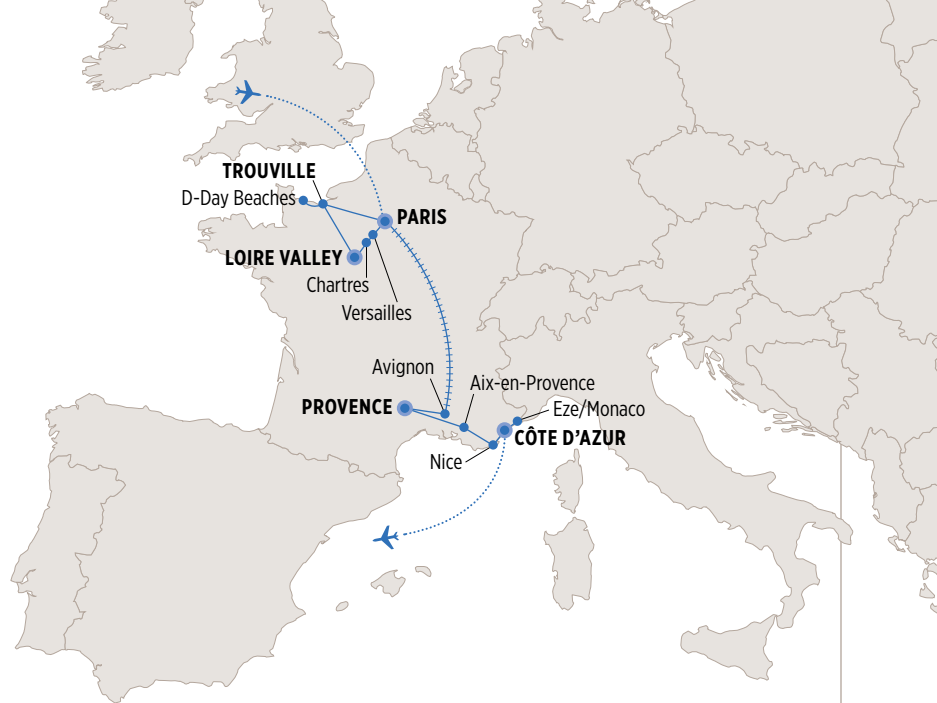 TROUVILLE
D-Day Beaches
PARIS
LOIRE VALLEY
Chartres
Versailles
Avignon
Aix-en-Provence
PROVENCE
Eze/Monaco
CÔTE D’AZUR
Nice